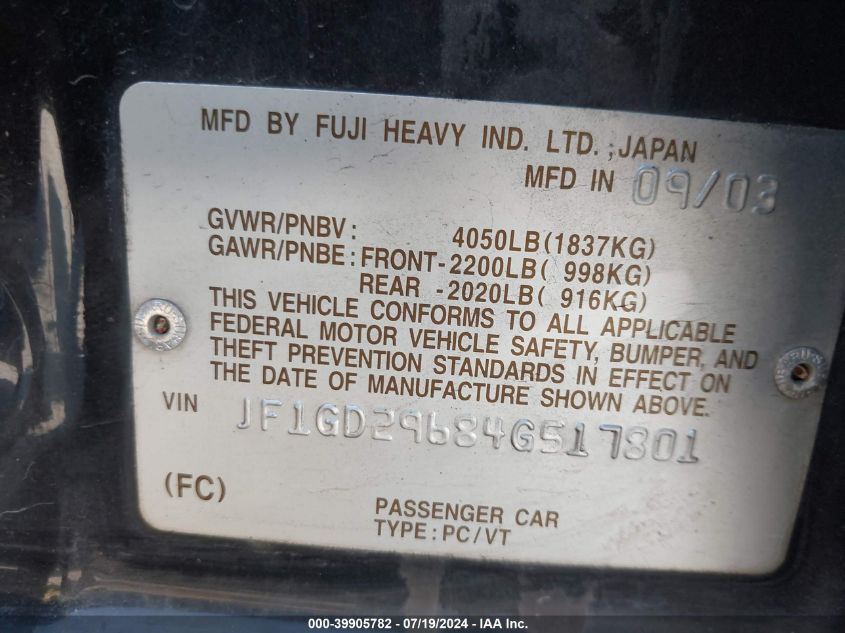 MFD BY FUJI HEAVY IND. LTD.;JAPAN
MFD IN 09/03
GVWR/PNBV: 4050LB(1837KG)
GAWR/PNBE:FRONT-2200LB( 998KG)
REAR -2020LB( 916KG)
THIS VEHICLE CONFORMS TO ALL APPLICABLE
FEDERAL MOTOR VEHICLE SAFETY, BUMPER, AND
THEFT PREVENTION STANDARDS IN EFFECT ON
THE DATE OF MANUFACTURE SHOWN ABOVE.
VIN JF1GD29684G517801
(FC)
PASSENGER CAR
TYPE:PC/VT
000-39905782 - 07/19/2024 - IAA Inc.